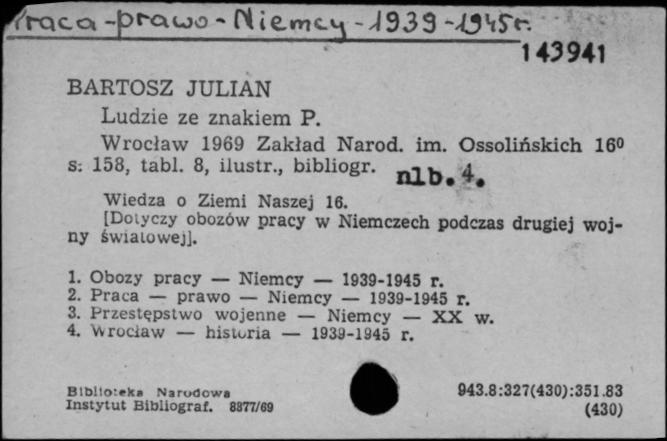 Praca-prawo-Niemcy-1939-1945r.
143941
BARTOSZ JULIAN
Ludzie ze znakiem P.
Wrocław 1969 Zakład Narod. im. Ossolińskich 16⁰
s. 158, tabl. 8, ilustr., bibliogr. nlb. 4.
Wiedza o Ziemi Naszej 16.
[Dotyczy obozów pracy w Niemczech podczas drugiej woj-
ny światowej].
1. Obozy pracy — Niemcy — 1939-1945 r.
2. Praca — prawo — Niemcy — 1939-1945 r.
3. Przestępstwo wojenne — Niemcy — XX w.
4. Wrocław — historia — 1939-1945 r.
Biblioteka Narodowa
Instytut Bibliograf. 8877/69
943.8:327(430):351.83
(430)